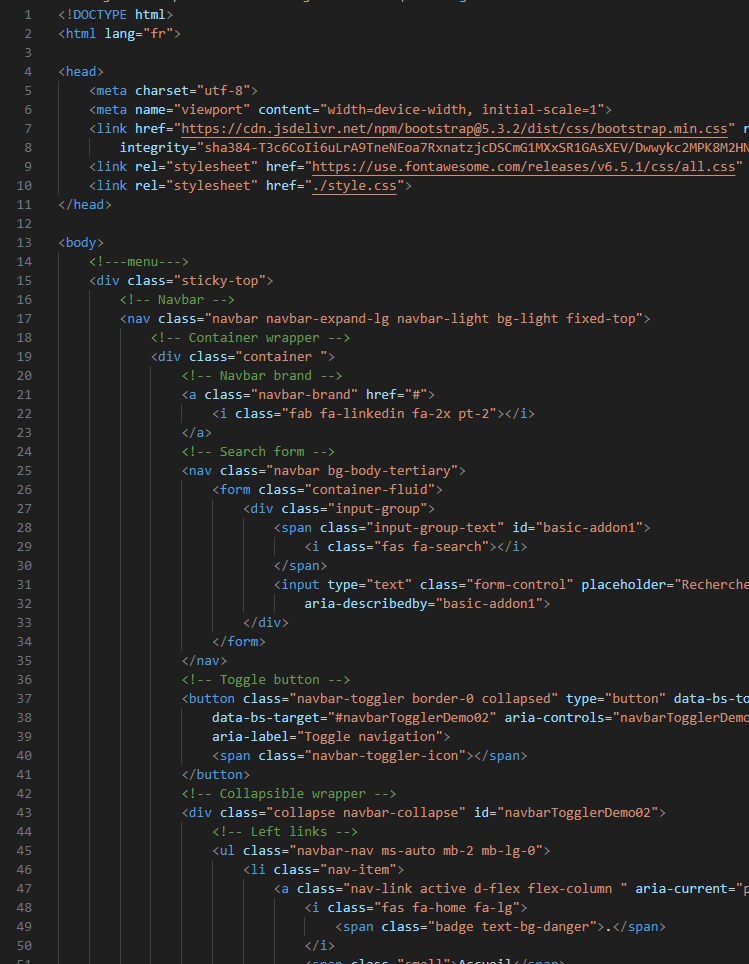 1 <!DOCTYPE html>
2 <html lang="fr">
3
4 <head>
5 <meta charset="utf-8">
6 <meta name="viewport" content="width=device-width, initial-scale=1">
7 <link href="https://cdn.jsdelivr.net/npm/bootstrap@5.3.2/dist/css/bootstrap.min.css" r
8 integrity="sha384-T3c6CoIi6uLrA9TneNEoa7RxnatzjcDSCmG1MXxSR1GAsXEV/Dwwykc2MPK8M2HN
9 <link rel="stylesheet" href="https://use.fontawesome.com/releases/v6.5.1/css/all.css"
10 <link rel="stylesheet" href="./style.css">
11 </head>
12
13 <body>
14 <!---menu--->
15 <div class="sticky-top">
16 <!-- Navbar -->
17 <nav class="navbar navbar-expand-lg navbar-light bg-light fixed-top">
18 <!-- Container wrapper -->
19 <div class="container ">
20 <!-- Navbar brand -->
21 <a class="navbar-brand" href="#">
22 <i class="fab fa-linkedin fa-2x pt-2"></i>
23 </a>
24 <!-- Search form -->
25 <nav class="navbar bg-body-tertiary">
26 <form class="container-fluid">
27 <div class="input-group">
28 <span class="input-group-text" id="basic-addon1">
29 <i class="fas fa-search"></i>
30 </span>
31 <input type="text" class="form-control" placeholder="Recherche
32 aria-describedby="basic-addon1">
33 </div>
34 </form>
35 </nav>
36 <!-- Toggle button -->
37 <button class="navbar-toggler border-0 collapsed" type="button" data-bs-to
38 data-bs-target="#navbarTogglerDemo02" aria-controls="navbarTogglerDemo
39 aria-label="Toggle navigation">
40 <span class="navbar-toggler-icon"></span>
41 </button>
42 <!-- Collapsible wrapper -->
43 <div class="collapse navbar-collapse" id="navbarTogglerDemo02">
44 <!-- Left links -->
45 <ul class="navbar-nav ms-auto mb-2 mb-lg-0">
46 <li class="nav-item">
47 <a class="nav-link active d-flex flex-column " aria-current="p
48 <i class="fas fa-home fa-lg">
49 <span class="badge text-bg-danger">.</span>
50 </i>
51 <span class="small">Accueil</span>